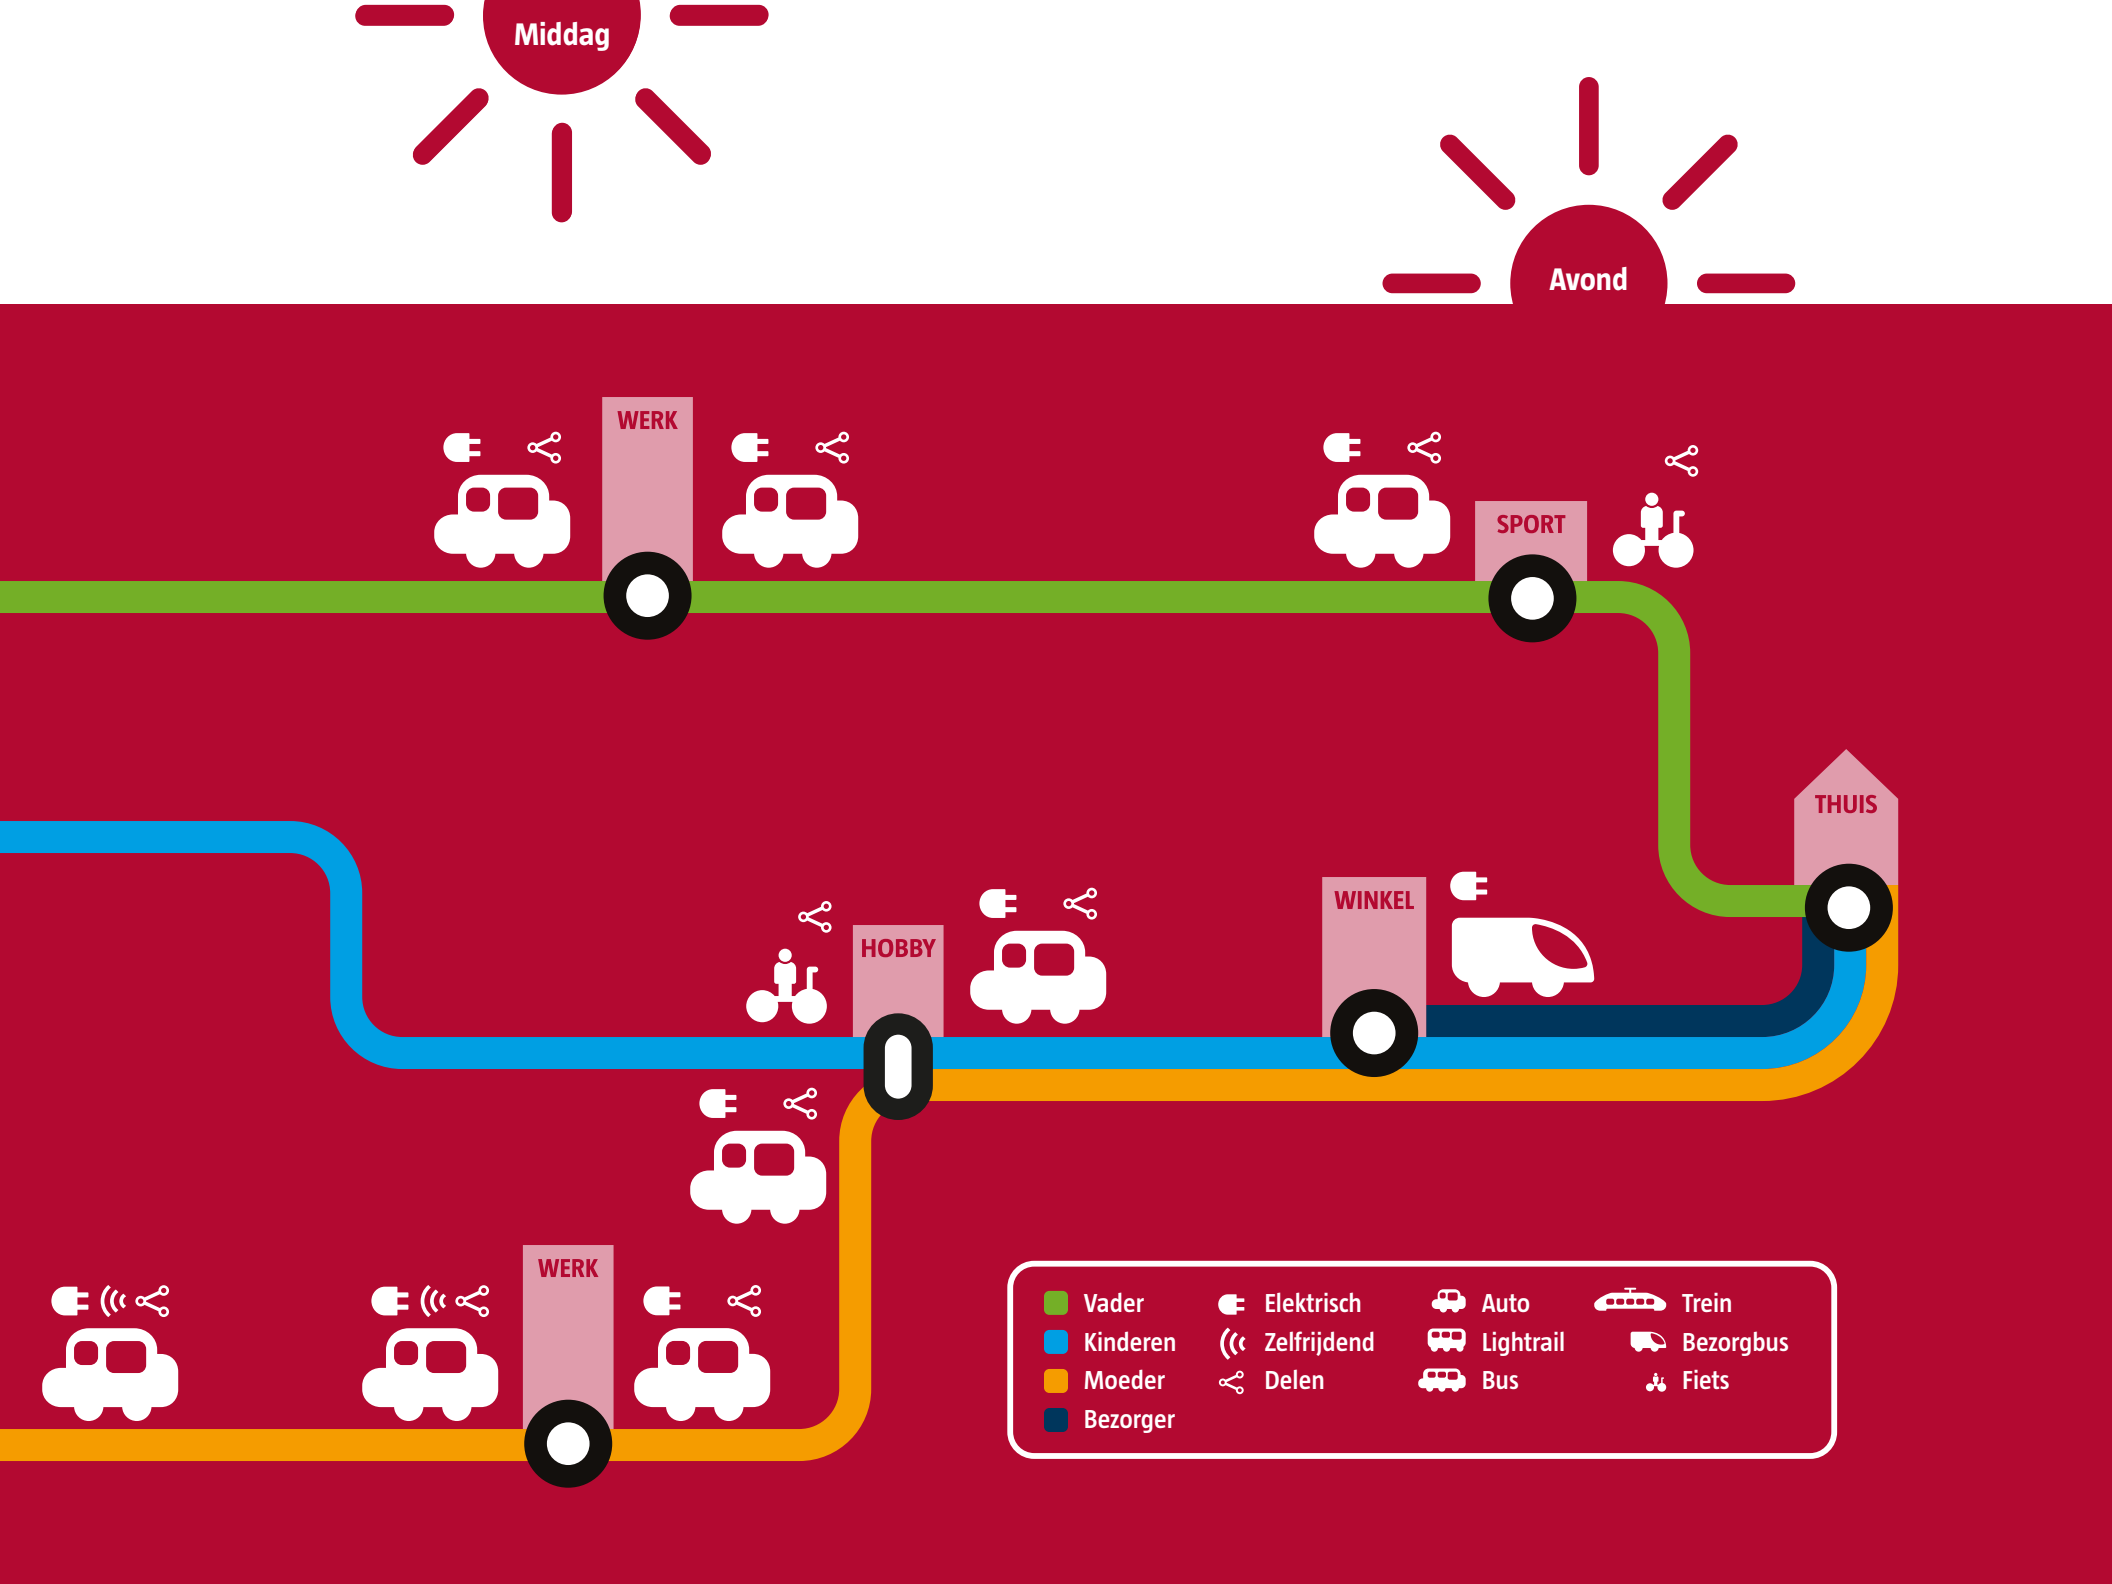 Middag
Avond
WERK
SPORT
THUIS
WINKEL
HOBBY
WERK
Vader
Kinderen
Moeder
Bezorger
Elektrisch
Zelfrijdend
Delen
Auto
Lightrail
Bus
Trein
Bezorgbus
Fiets